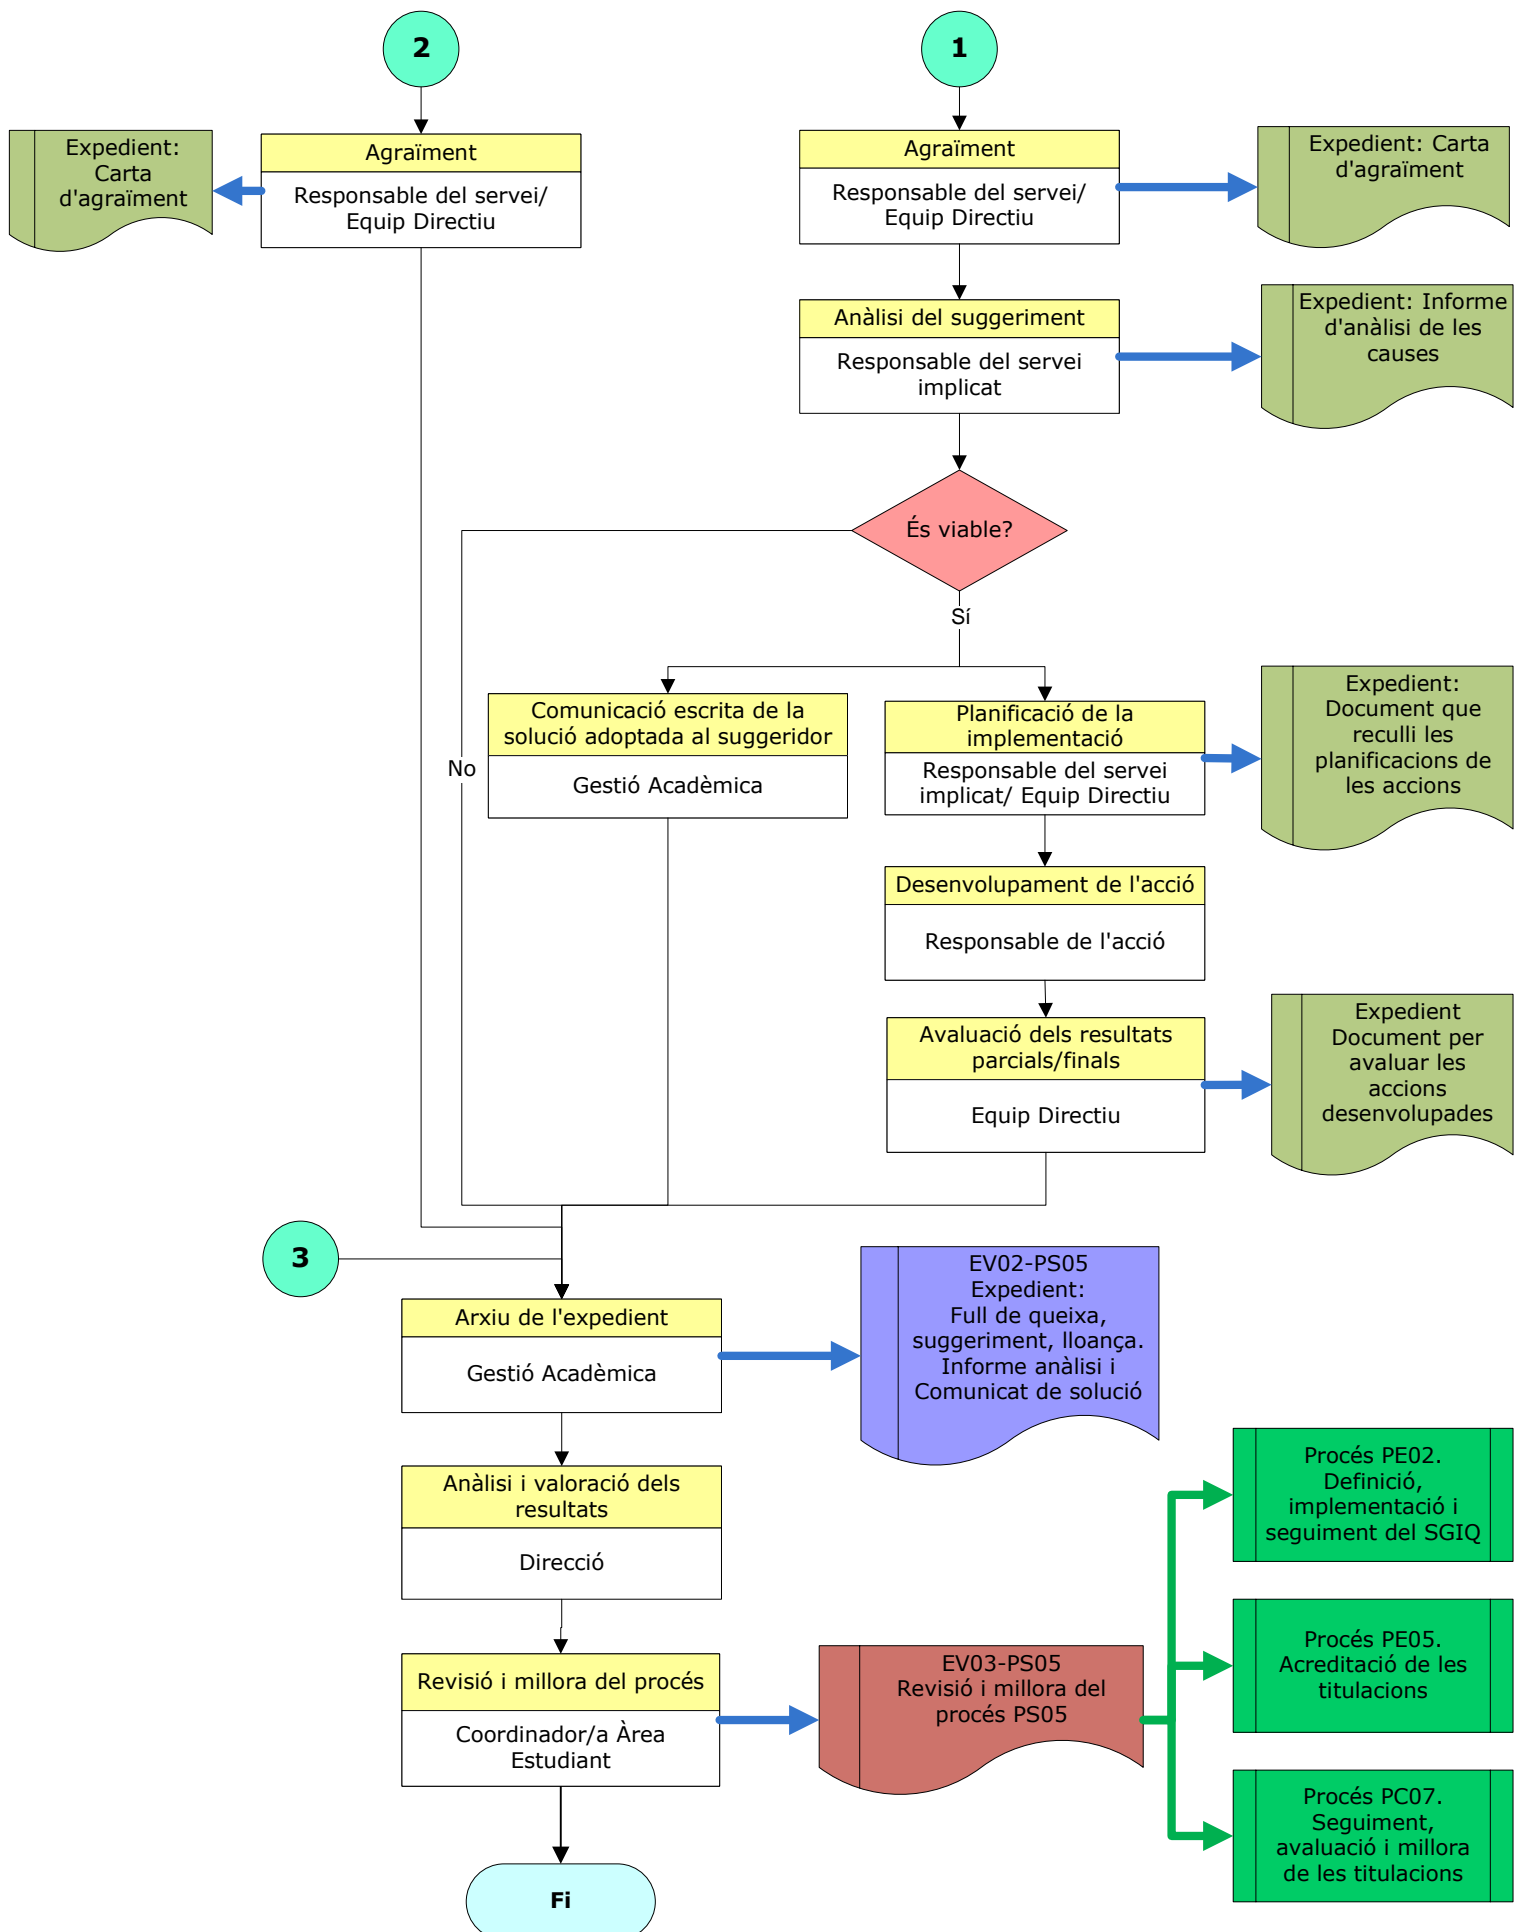 2
1
Expedient:
Carta
d'agraïment
Agraïment
Responsable del servei/
Equip Directiu
Agraïment
Responsable del servei/
Equip Directiu
Expedient: Carta
d'agraïment
Anàlisi del suggeriment
Responsable del servei
implicat
Expedient: Informe
d'anàlisi de les
causes
És viable?
Sí
No
Comunicació escrita de la
solució adoptada al suggeridor
Gestió Acadèmica
Planificació de la
implementació
Responsable del servei
implicat/ Equip Directiu
Expedient:
Document que
reculli les
planificacions de
les accions
Desenvolupament de l'acció
Responsable de l'acció
Avaluació dels resultats
parcials/finals
Equip Directiu
Expedient
Document per
avaluar les
accions
desenvolupades
3
Arxiu de l'expedient
Gestió Acadèmica
EV02-PS05
Expedient:
Full de queixa,
suggeriment, lloança.
Informe anàlisi i
Comunicat de solució
Anàlisi i valoració dels
resultats
Direcció
Revisió i millora del procés
Coordinador/a Àrea
Estudiant
EV03-PS05
Revisió i millora del
procés PS05
Procés PE02.
Definició,
implementació i
seguiment del SGIQ
Procés PE05.
Acreditació de les
titulacions
Procés PC07.
Seguiment,
avaluació i millora
de les titulacions
Fi